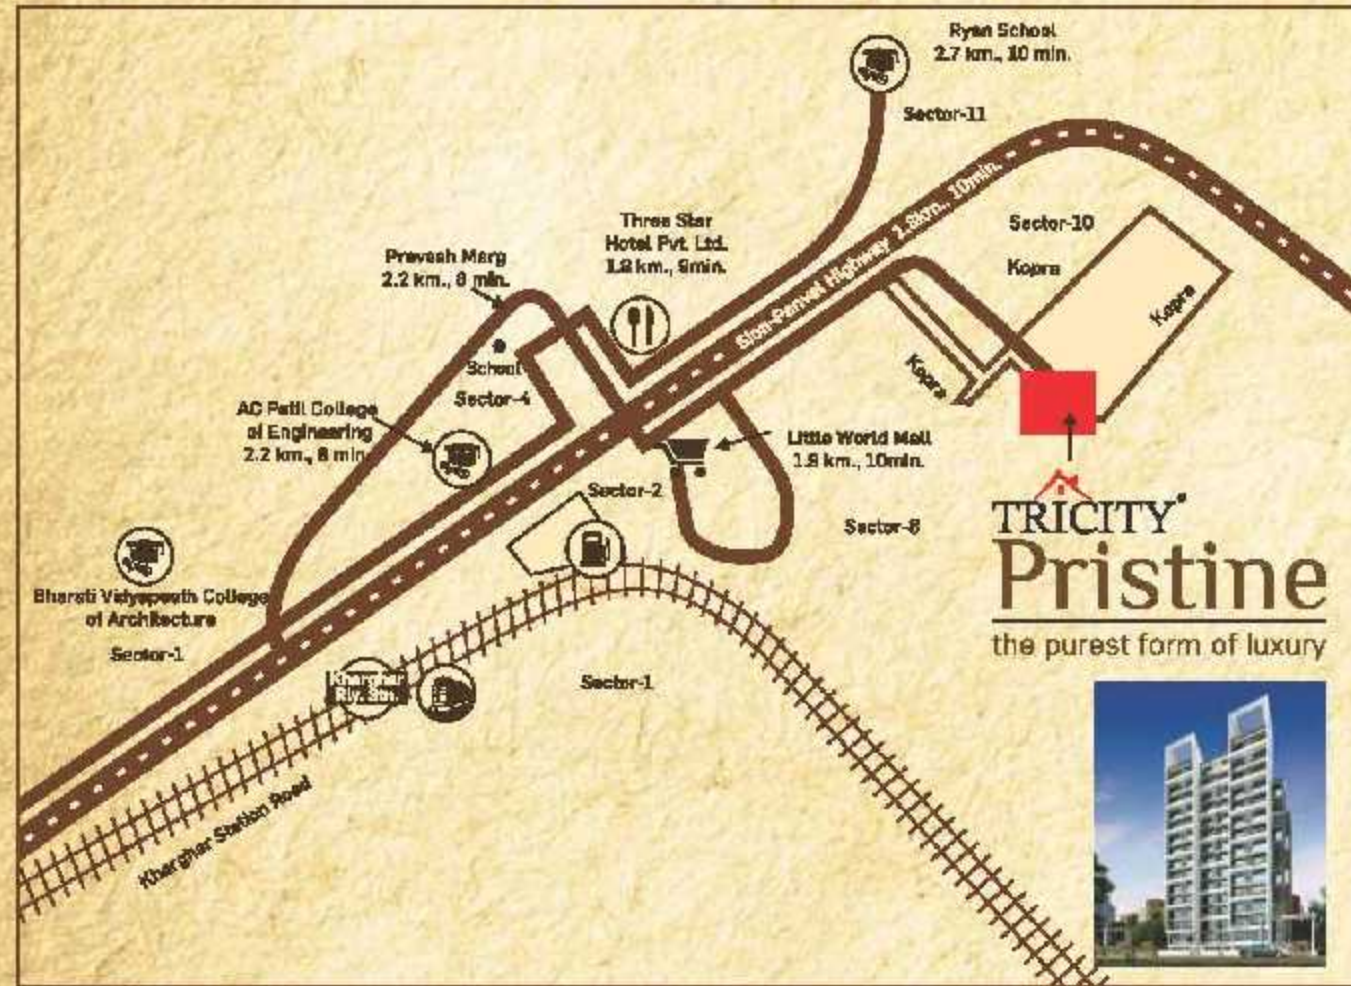 Ryan School
2.7 km., 10 min.
Sector-11
Three Star
Hotel Pvt. Ltd.
1.8 km., 9min.
Sion-Panvel Highway 1.8km., 10min.
Sector-10
Kopra
Kopra
Kopra
Pravesh Marg
2.2 km., 8 min.
School
Sector-4
AC Patil College
of Engineering
2.2 km., 8 min.
Little World Mall
1.9 km., 10min.
Sector-2
Sector-8
Bharati Vidyapeeth College
of Architecture
Sector-1
Kharghar
Rly. Stn.
Sector-1
Kharghar Station Road
TRICITY
Pristine
the purest form of luxury